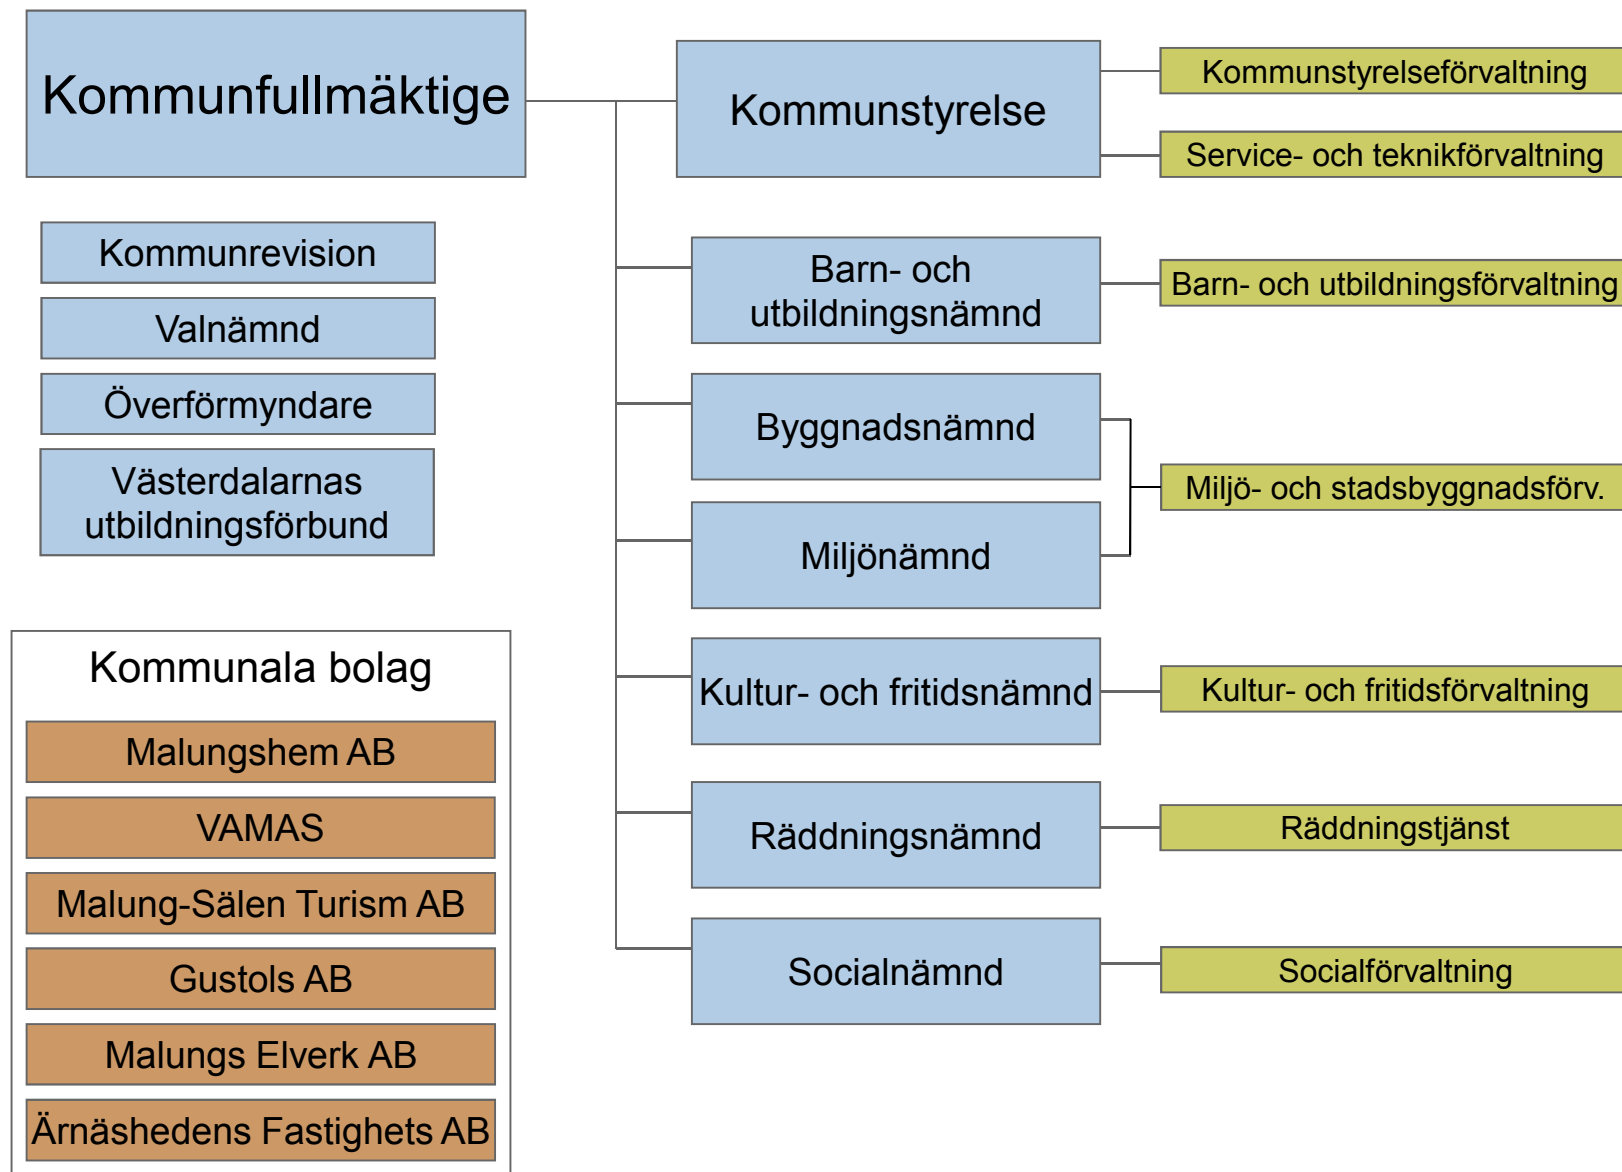 Kommunfullmäktige
Kommunrevision
Valnämnd
Överförmyndare
Västerdalarnas
utbildningsförbund
Kommunala bolag
Malungshem AB
VAMAS
Malung-Sälen Turism AB
Gustols AB
Malungs Elverk AB
Ärnäshedens Fastighets AB
Kommunstyrelse
Barn- och
utbildningsnämnd
Byggnadsnämnd
Miljönämnd
Kultur- och fritidsnämnd
Räddningsnämnd
Socialnämnd
Kommunstyrelseförvaltning
Service- och teknikförvaltning
Barn- och utbildningsförvaltning
Miljö- och stadsbyggnadsförv.
Kultur- och fritidsförvaltning
Räddningstjänst
Socialförvaltning